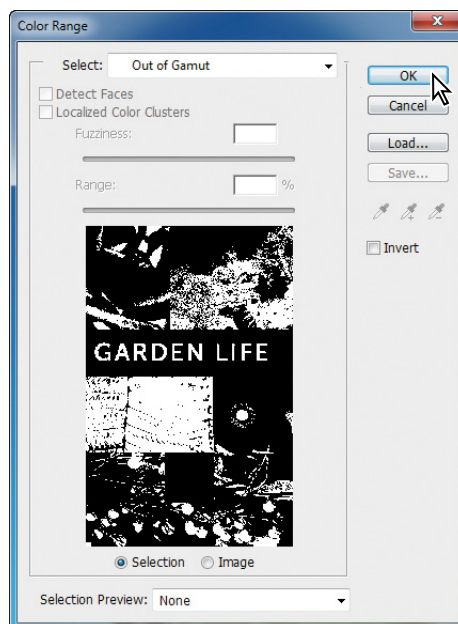 Color Range
Select: Out of Gamut
OK
Detect Faces
Cancel
Localized Color Clusters
Fuzziness:
Load...
Range: %
Save...
Invert
GARDEN LIFE
Selection Image
Selection Preview: None